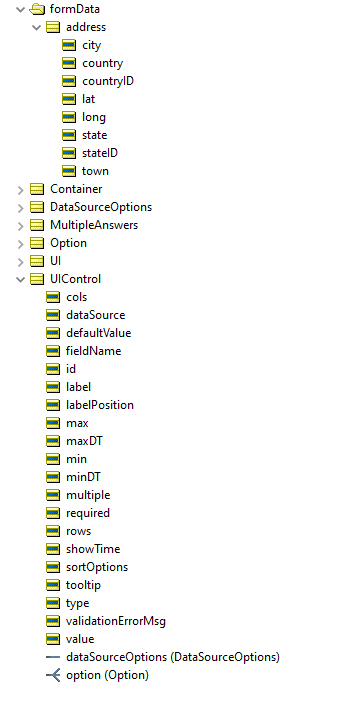 formData
address
city
country
countryID
lat
long
state
stateID
town
Container
DataSourceOptions
MultipleAnswers
Option
UI
UIControl
cols
dataSource
defaultValue
fieldName
id
label
labelPosition
max
maxDT
min
minDT
multiple
required
rows
showTime
sortOptions
tooltip
type
validationErrorMsg
value
dataSourceOptions (DataSourceOptions)
option (Option)